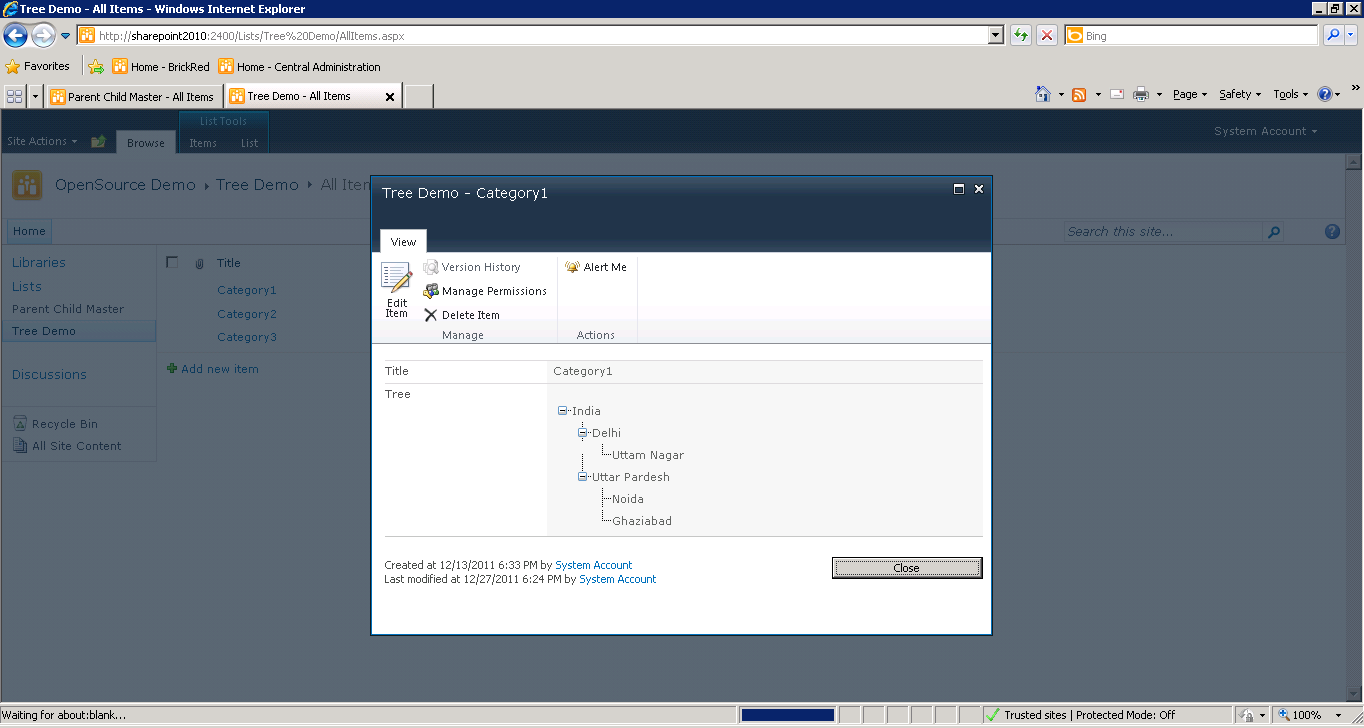 Tree Demo - All Items - Windows Internet Explorer
http://sharepoint2010:2400/Lists/Tree%20Demo/AllItems.aspx
Bing
Favorites
Home - BrickRed
Home - Central Administration
Parent Child Master - All Items
Tree Demo - All Items
Page
Safety
Tools
Site Actions
Browse
List Tools
Items
List
System Account
OpenSource Demo
Tree Demo
All Item
Home
Search this site...
Libraries
Lists
Parent Child Master
Tree Demo
Discussions
Recycle Bin
All Site Content
Title
Category1
Category2
Category3
Add new item
Tree Demo - Category1
View
Edit
Item
Version History
Manage Permissions
Delete Item
Manage
Alert Me
Actions
Title
Category1
Tree
India
Delhi
Uttam Nagar
Uttar Pardesh
Noida
Ghaziabad
Created at 12/13/2011 6:33 PM by System Account
Last modified at 12/27/2011 6:24 PM by System Account
Close
Waiting for about:blank...
Trusted sites | Protected Mode: Off
100%